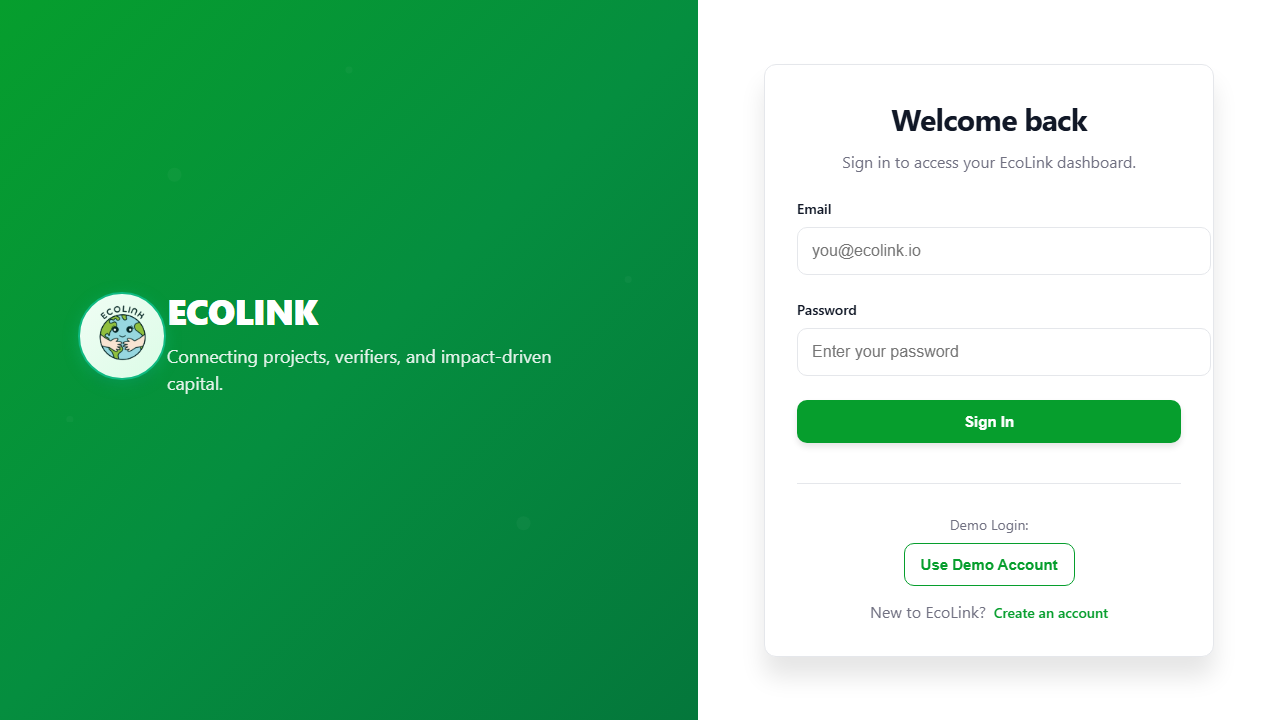 ECOLINK
ECOLINK
Connecting projects, verifiers, and impact-driven
capital.
Welcome back
Sign in to access your EcoLink dashboard.
Email
you@ecolink.io
Password
Enter your password
Sign In
Demo Login:
Use Demo Account
New to EcoLink? Create an account